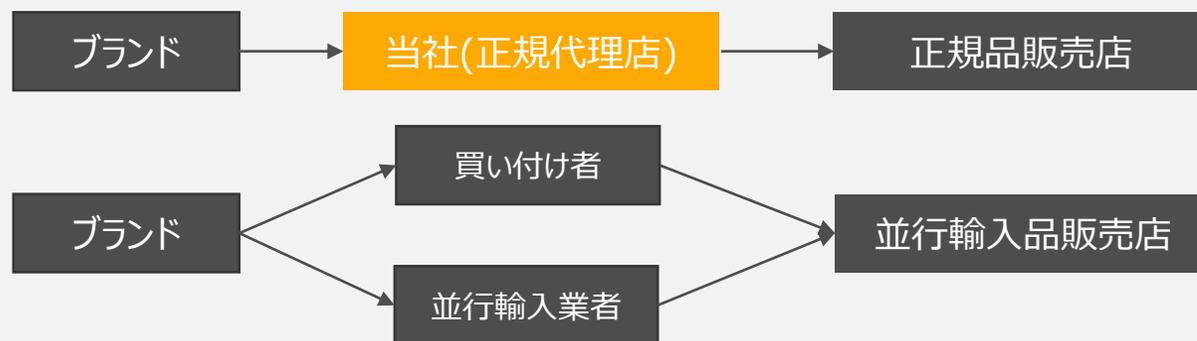 ブランド
当社(正規代理店)
正規品販売店
買い付け者
ブランド
並行輸入品販売店
並行輸入業者